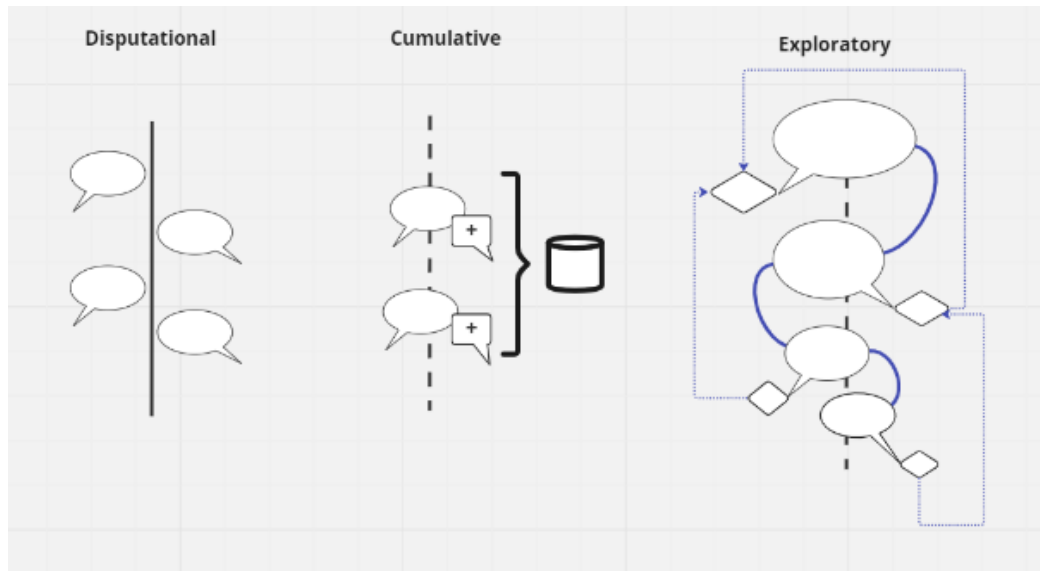 Disputational
Cumulative
Exploratory
+
+